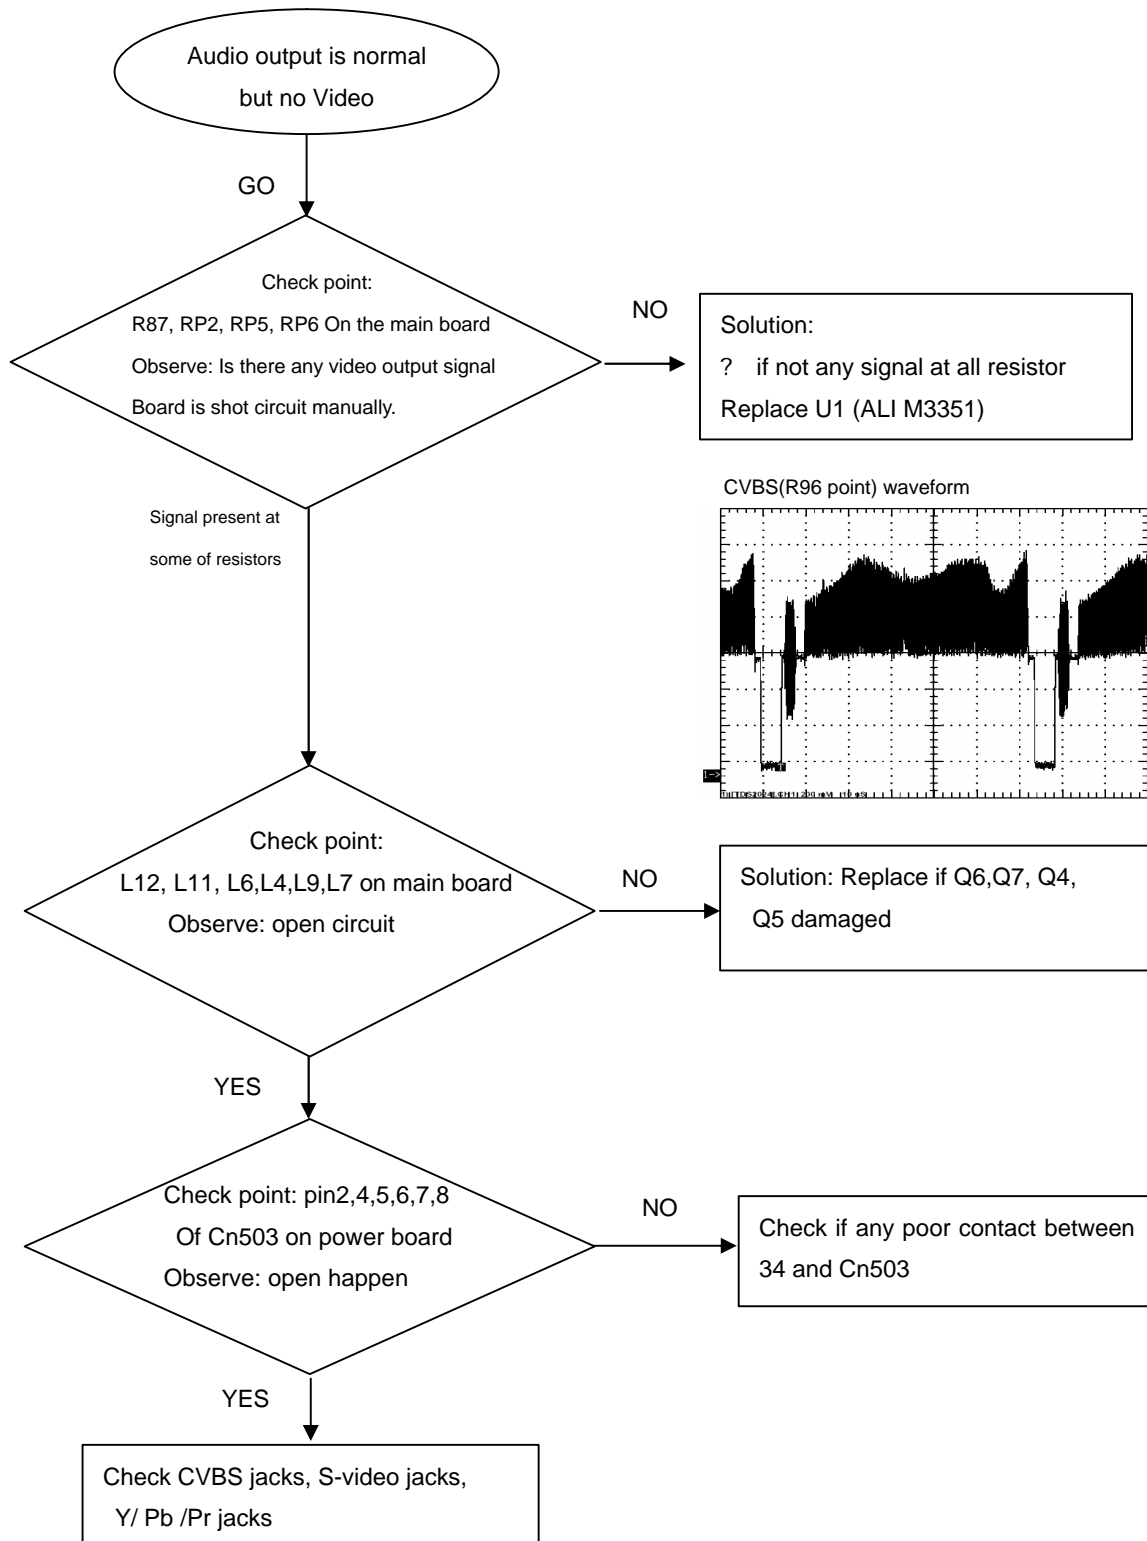 Audio output is normal
but no Video
GO
Check point:
R87, RP2, RP5, RP6 On the main board
Observe: Is there any video output signal
Board is shot circuit manually.
NO
Solution:
? if not any signal at all resistor
Replace U1 (ALI M3351)
Signal present at
some of resistors
CVBS(R96 point) waveform
Check point:
L12, L11, L6,L4,L9,L7 on main board
Observe: open circuit
NO
Solution: Replace if Q6,Q7, Q4,
Q5 damaged
YES
Check point: pin2,4,5,6,7,8
Of Cn503 on power board
Observe: open happen
NO
Check if any poor contact between
34 and Cn503
YES
Check CVBS jacks, S-video jacks,
Y/ Pb /Pr jacks